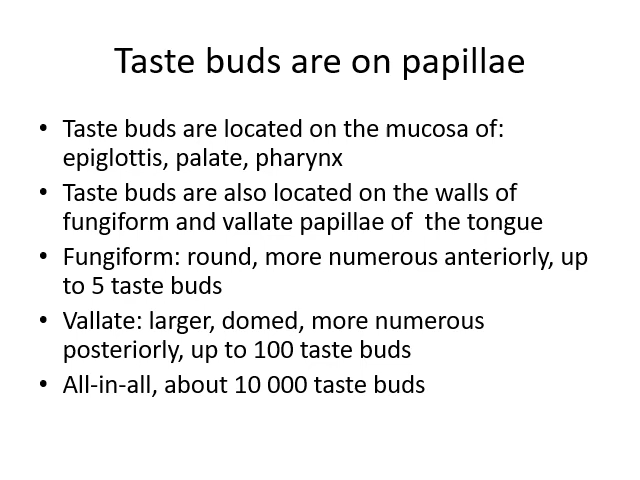 Taste buds are on papillae
• Taste buds are located on the mucosa of:
epiglottis, palate, pharynx
• Taste buds are also located on the walls of
fungiform and vallate papillae of  the tongue
• Fungiform: round, more numerous anteriorly, up
to 5 taste buds
• Vallate: larger, domed, more numerous
posteriorly, up to 100 taste buds
• All-in-all, about 10 000 taste buds